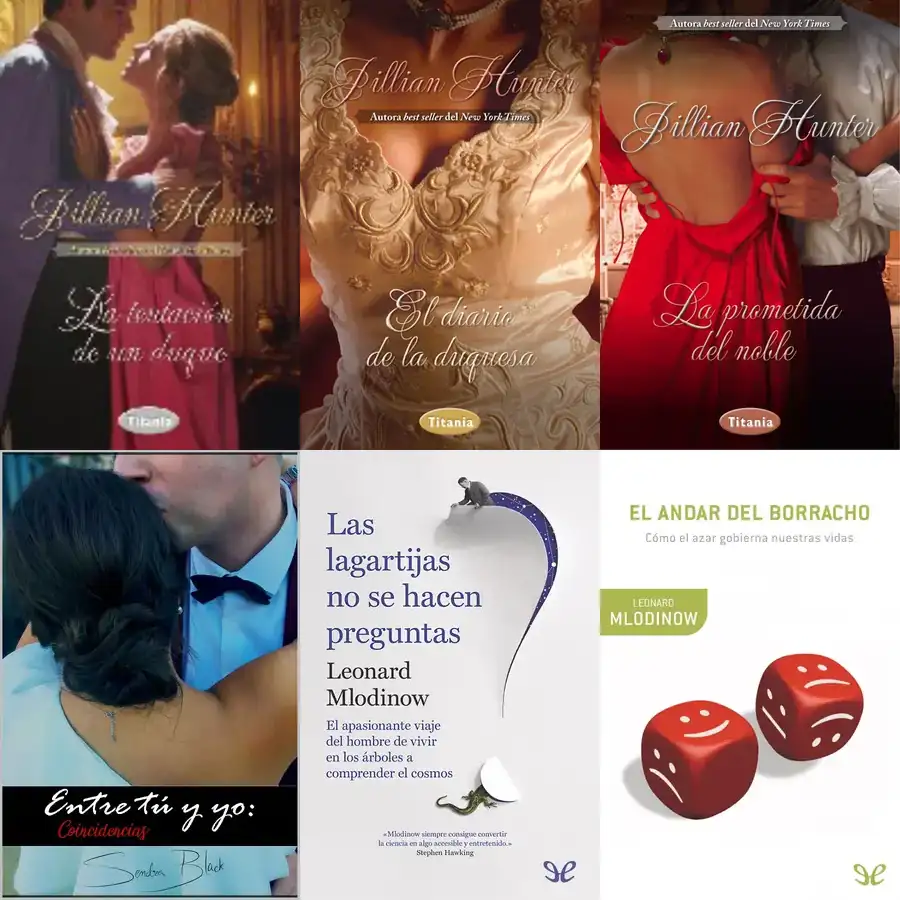 Jillian Hunter
La tentación
de un duque
Titania
Jillian Hunter
Autora best seller del New York Times
El diario
de la duquesa
Titania
Autora best seller del New York Times
Jillian Hunter
La prometida
del noble
Titania
Entre tú y yo:
Coincidencias
Sendra Black
Las
lagartijas
no se hacen
preguntas
Leonard
Mlodinow
El apasionante viaje
del hombre de vivir
en los árboles a
comprender el cosmos
«Mlodinow siempre consigue convertir
la ciencia en algo accesible y entretenido.»
Stephen Hawking
EL ANDAR DEL BORRACHO
Cómo el azar gobierna nuestras vidas
LEONARD
MLODINOW